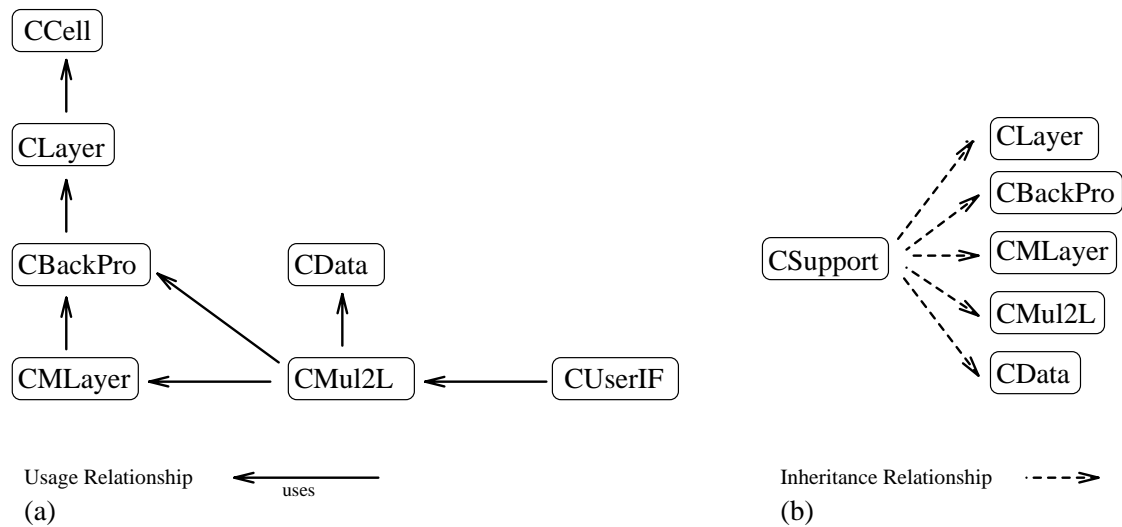 CCell
CLayer
CBackPro
CData
CMLayer
CMul2L
CUserIF
Usage Relationship
uses
(a)
CSupport
CLayer
CBackPro
CMLayer
CMul2L
CData
Inheritance Relationship
(b)